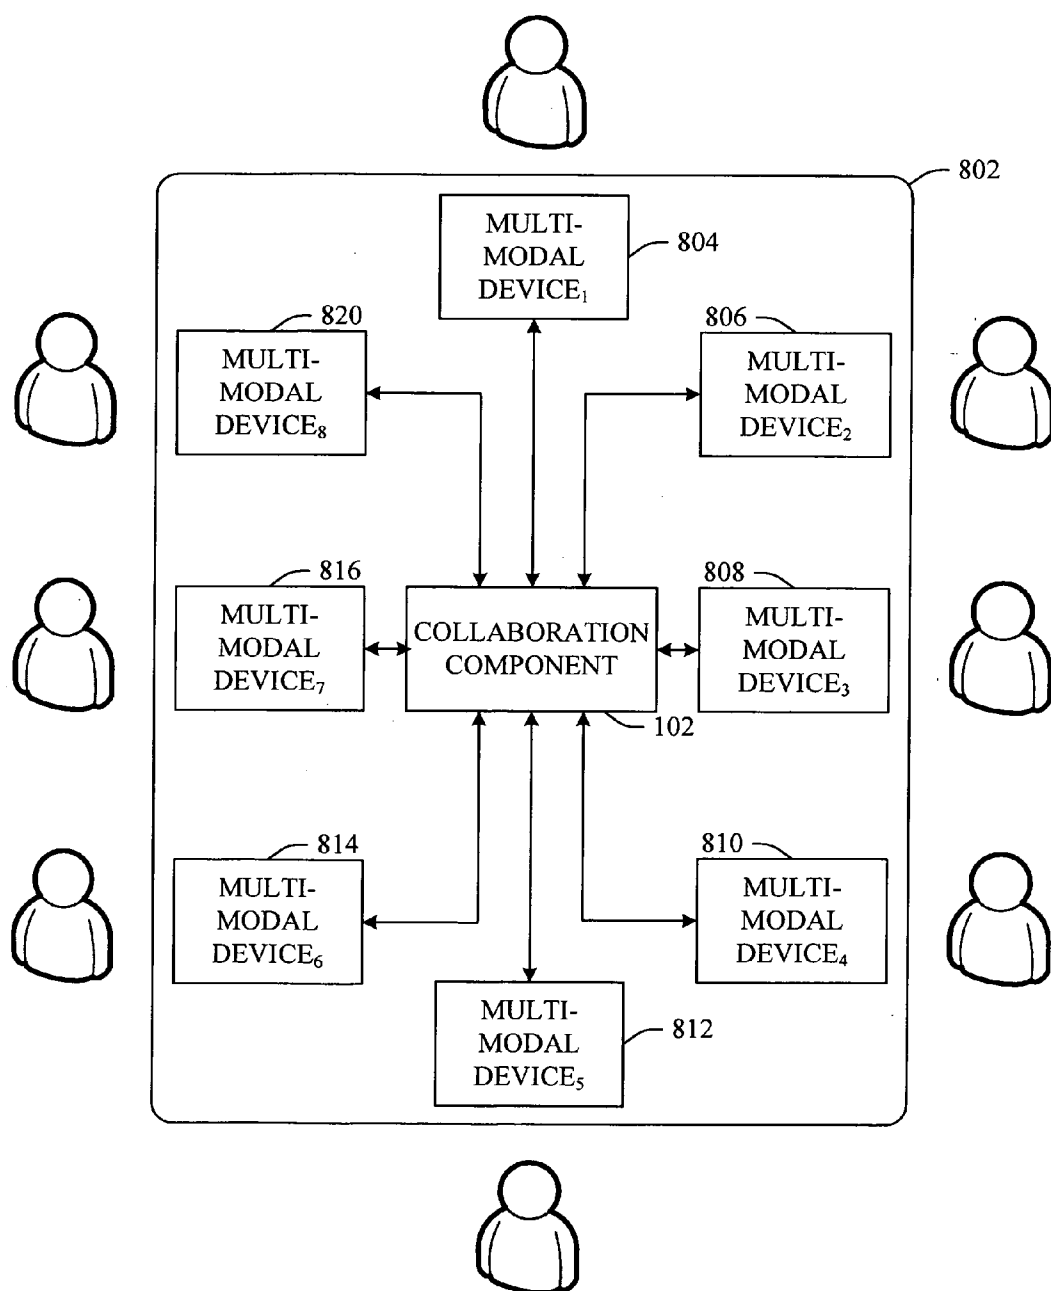 802
MULTI-
MODAL
DEVICE₁
804
820
MULTI-
MODAL
DEVICE₈
806
MULTI-
MODAL
DEVICE₂
816
MULTI-
MODAL
DEVICE₇
COLLABORATION
COMPONENT
102
808
MULTI-
MODAL
DEVICE₃
814
MULTI-
MODAL
DEVICE₆
810
MULTI-
MODAL
DEVICE₄
MULTI-
MODAL
DEVICE₅
812